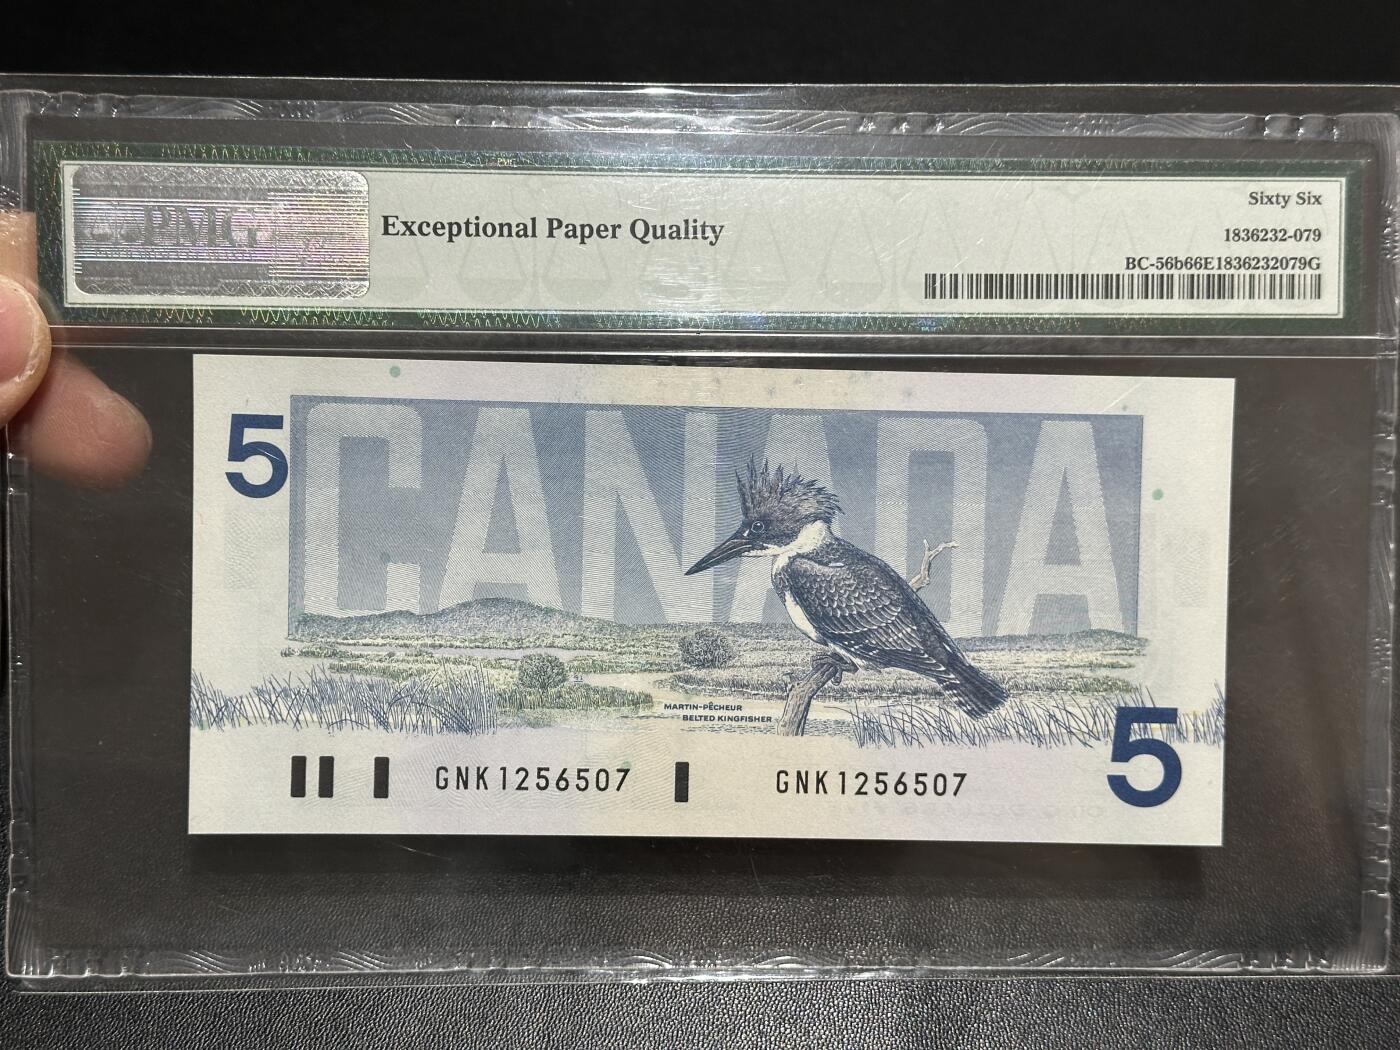 PMG
Exceptional Paper Quality
Sixty Six
1836232-079
BC-56b66E1836232079G
CANADA
5
MARTIN-PÊCHEUR
BELTED KINGFISHER
5
GNK1256507
GNK1256507